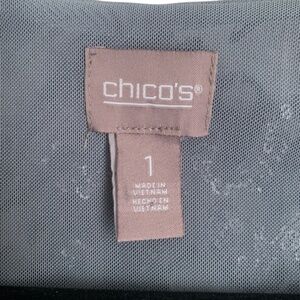 chico's®
1
MADE IN
VIETNAM
HECHO EN
VIETNAM